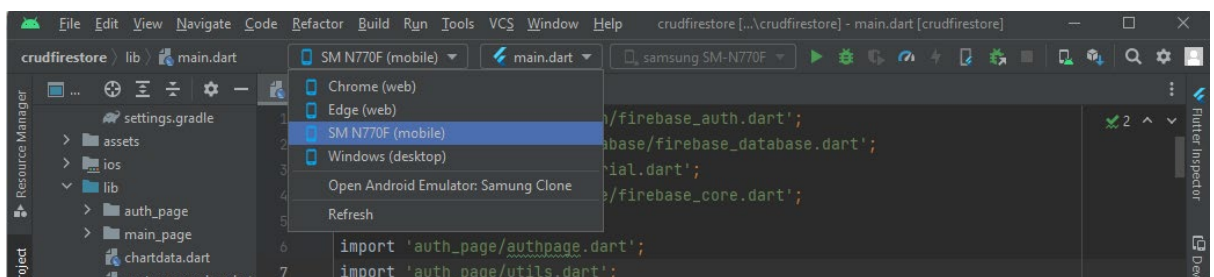 File Edit View Navigate Code Refactor Build Run Tools VCS Window Help crudfirestore [...\crudfirestore] - main.dart [crudfirestore]
crudfirestore lib main.dart SM N770F (mobile) main.dart samsung SM-N770F
...
Chrome (web)
Edge (web)
SM N770F (mobile)
Windows (desktop)
Open Android Emulator: Samung Clone
Refresh
Resource Manager
settings.gradle
assets
ios
lib
auth_page
main_page
chartdata.dart
1 /firebase_auth.dart';
2 abase/firebase_database.dart';
3 rial.dart';
4 e/firebase_core.dart';
5
6 import 'auth_page/authpage.dart';
7 import 'auth_page/utils.dart';
2
Flutter Inspector